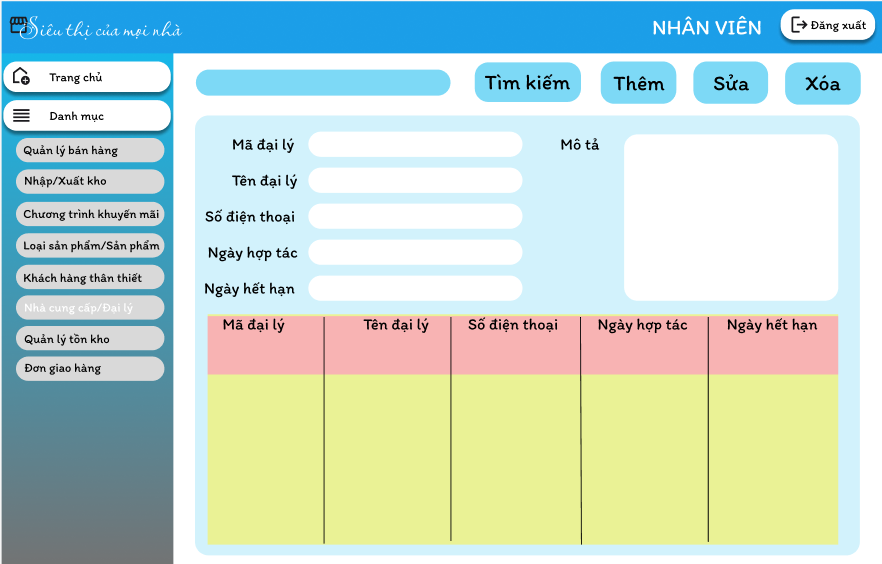 Siêu thị của mọi nhà
NHÂN VIÊN
Đăng xuất
Trang chủ
Danh mục
Quản lý bán hàng
Nhập/Xuất kho
Chương trình khuyến mãi
Loại sản phẩm/Sản phẩm
Khách hàng thân thiết
Nhà cung cấp/Đại lý
Quản lý tồn kho
Đơn giao hàng
Tìm kiếm
Thêm
Sửa
Xóa
Mã đại lý
Tên đại lý
Số điện thoại
Ngày hợp tác
Ngày hết hạn
Mô tả
Mã đại lý Tên đại lý Số điện thoại Ngày hợp tác Ngày hết hạn